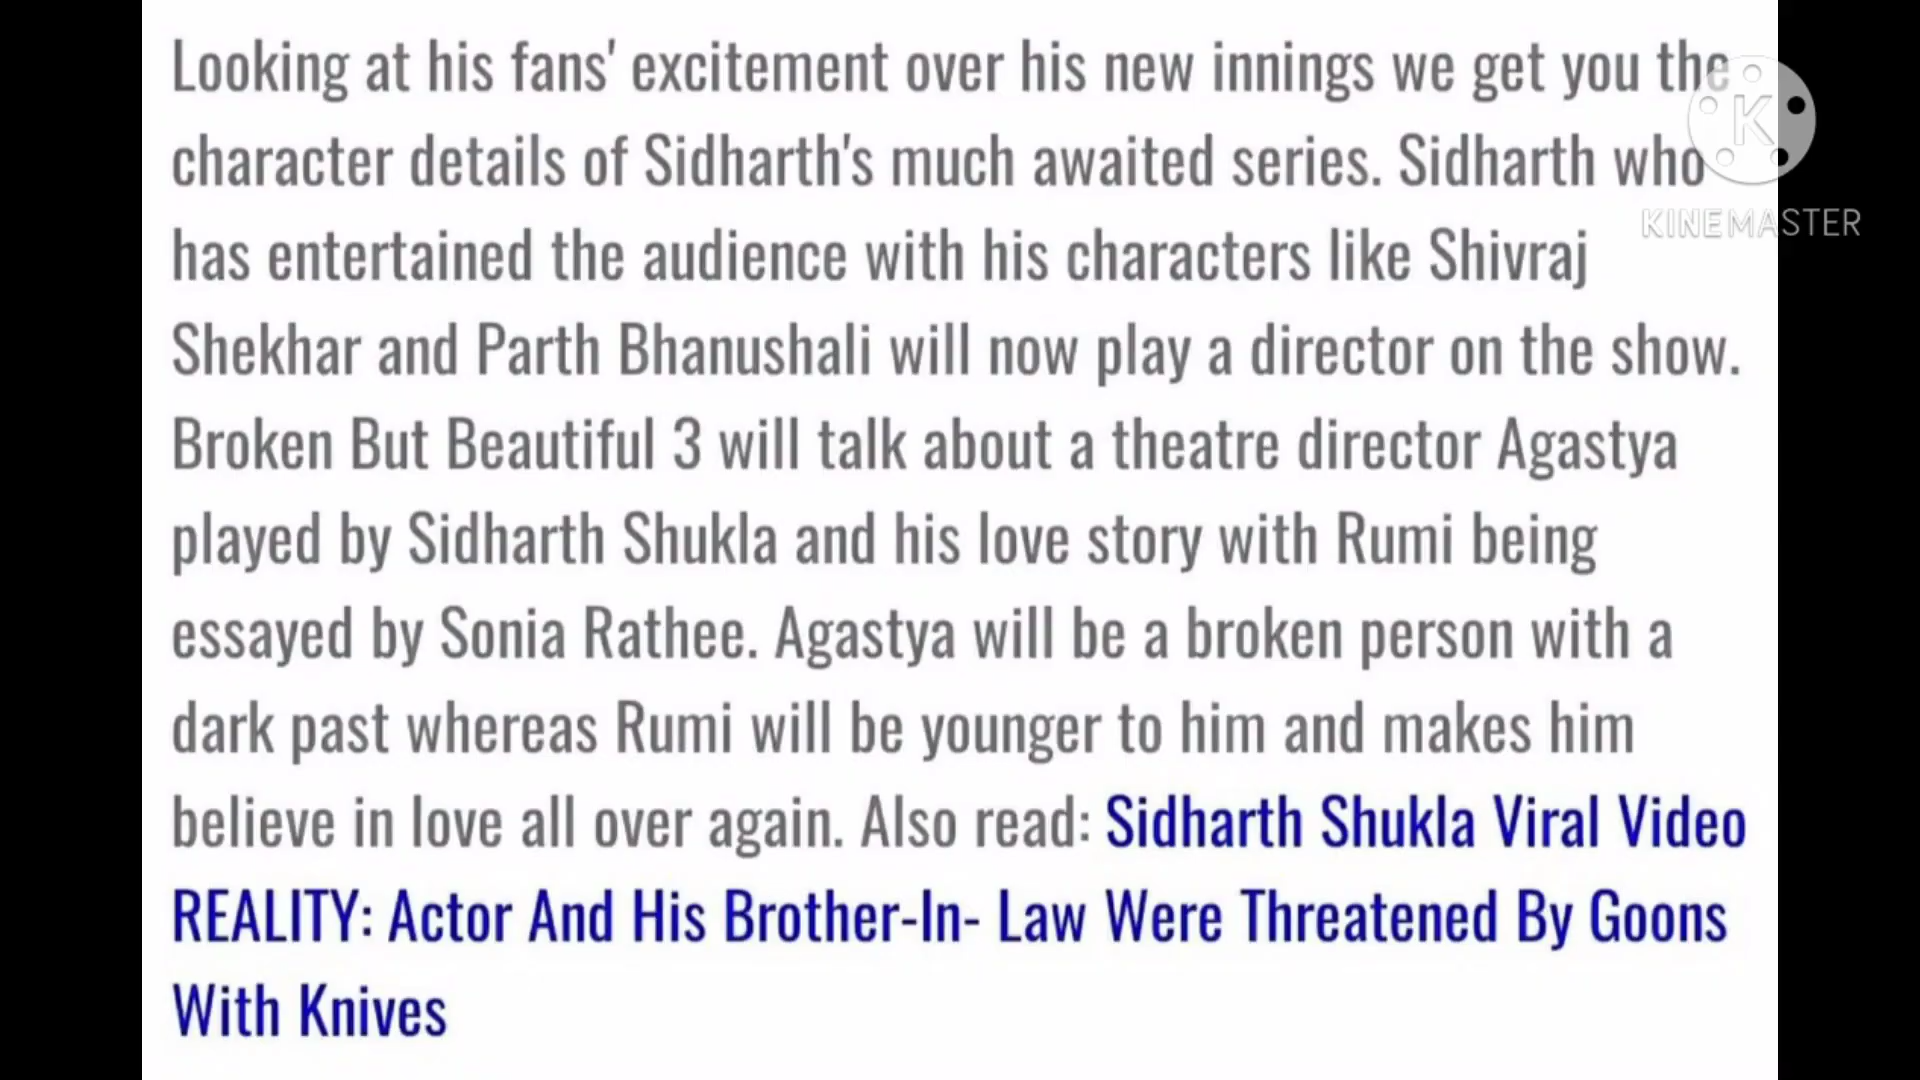 Looking at his fans' excitement over his new innings we get you the
character details of Sidharth's much awaited series. Sidharth who
has entertained the audience with his characters like Shivraj
Shekhar and Parth Bhanushali will now play a director on the show.
Broken But Beautiful 3 will talk about a theatre director Agastya
played by Sidharth Shukla and his love story with Rumi being
essayed by Sonia Rathee. Agastya will be a broken person with a
dark past whereas Rumi will be younger to him and makes him
believe in love all over again. Also read: Sidharth Shukla Viral Video
REALITY: Actor And His Brother-In- Law Were Threatened By Goons
With Knives
K
KINEMASTER